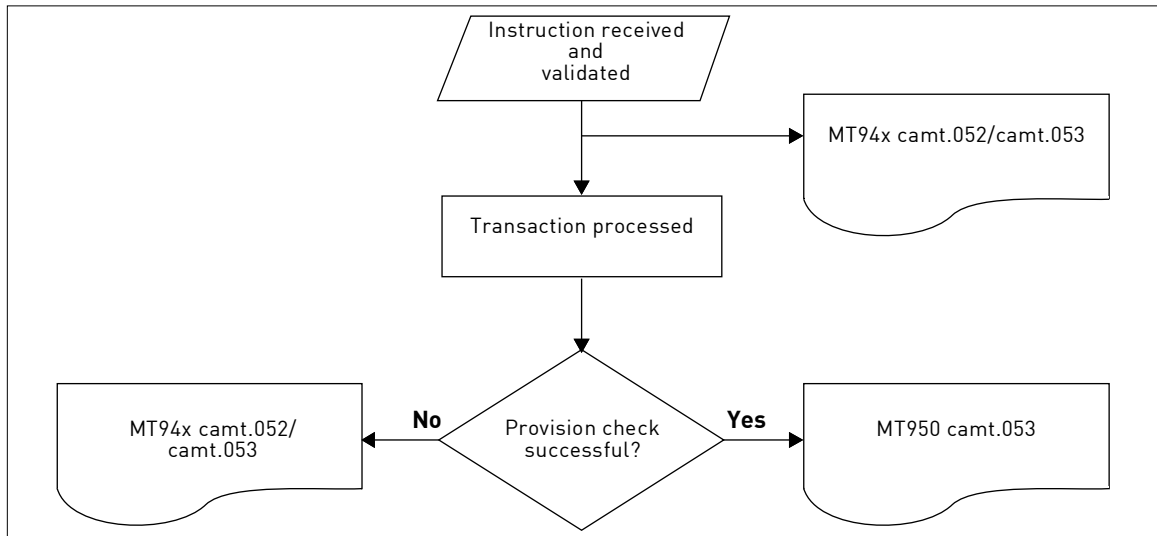 Instruction received
and
validated
MT94x camt.052/camt.053
Transaction processed
No
Yes
MT94x camt.052/
camt.053
Provision check
successful?
MT950 camt.053